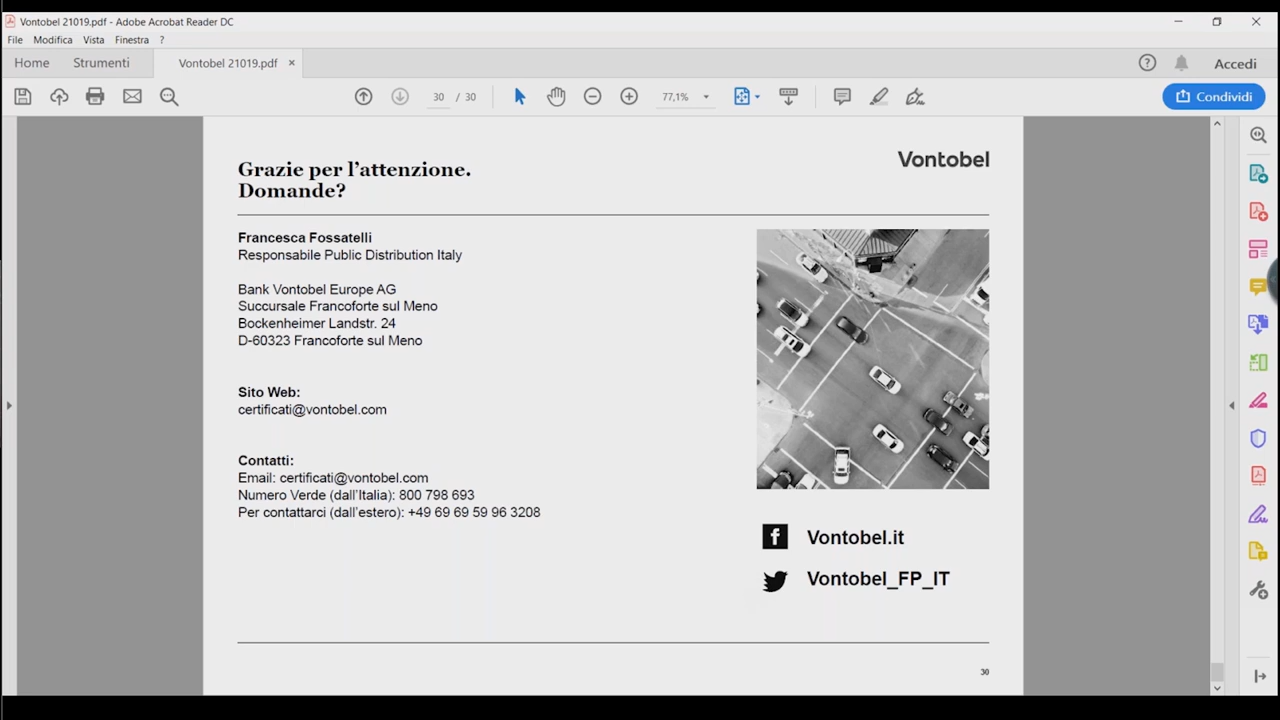 Vontobel 21019.pdf - Adobe Acrobat Reader DC
File Modifica Vista Finestra ?
Home Strumenti Vontobel 21019.pdf × Accedi
30 / 30 77,1% Condividi
Vontobel
Grazie per l'attenzione.
Domande?
Francesca Fossatelli
Responsabile Public Distribution Italy
Bank Vontobel Europe AG
Succursale Francoforte sul Meno
Bockenheimer Landstr. 24
D-60323 Francoforte sul Meno
Sito Web:
certificati@vontobel.com
Contatti:
Email: certificati@vontobel.com
Numero Verde (dall'Italia): 800 798 693
Per contattarci (dall'estero): +49 69 69 59 96 3208
Vontobel.it
Vontobel_FP_IT
30